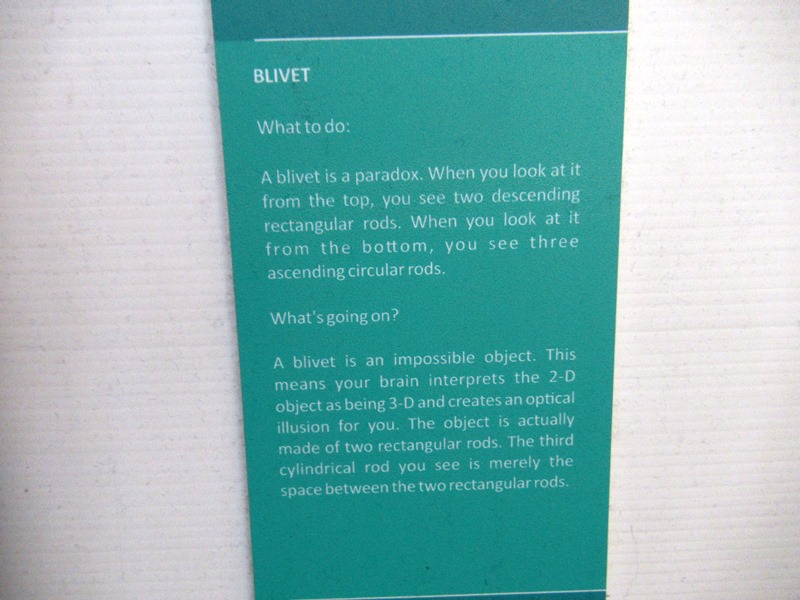 BLIVET
What to do:
A blivet is a paradox. When you look at it
from the top, you see two descending
rectangular rods. When you look at it
from the bottom, you see three
ascending circular rods.
What's going on?
A blivet is an impossible object. This
means your brain interprets the 2-D
object as being 3-D and creates an optical
illusion for you. The object is actually
made of two rectangular rods. The third
cylindrical rod you see is merely the
space between the two rectangular rods.